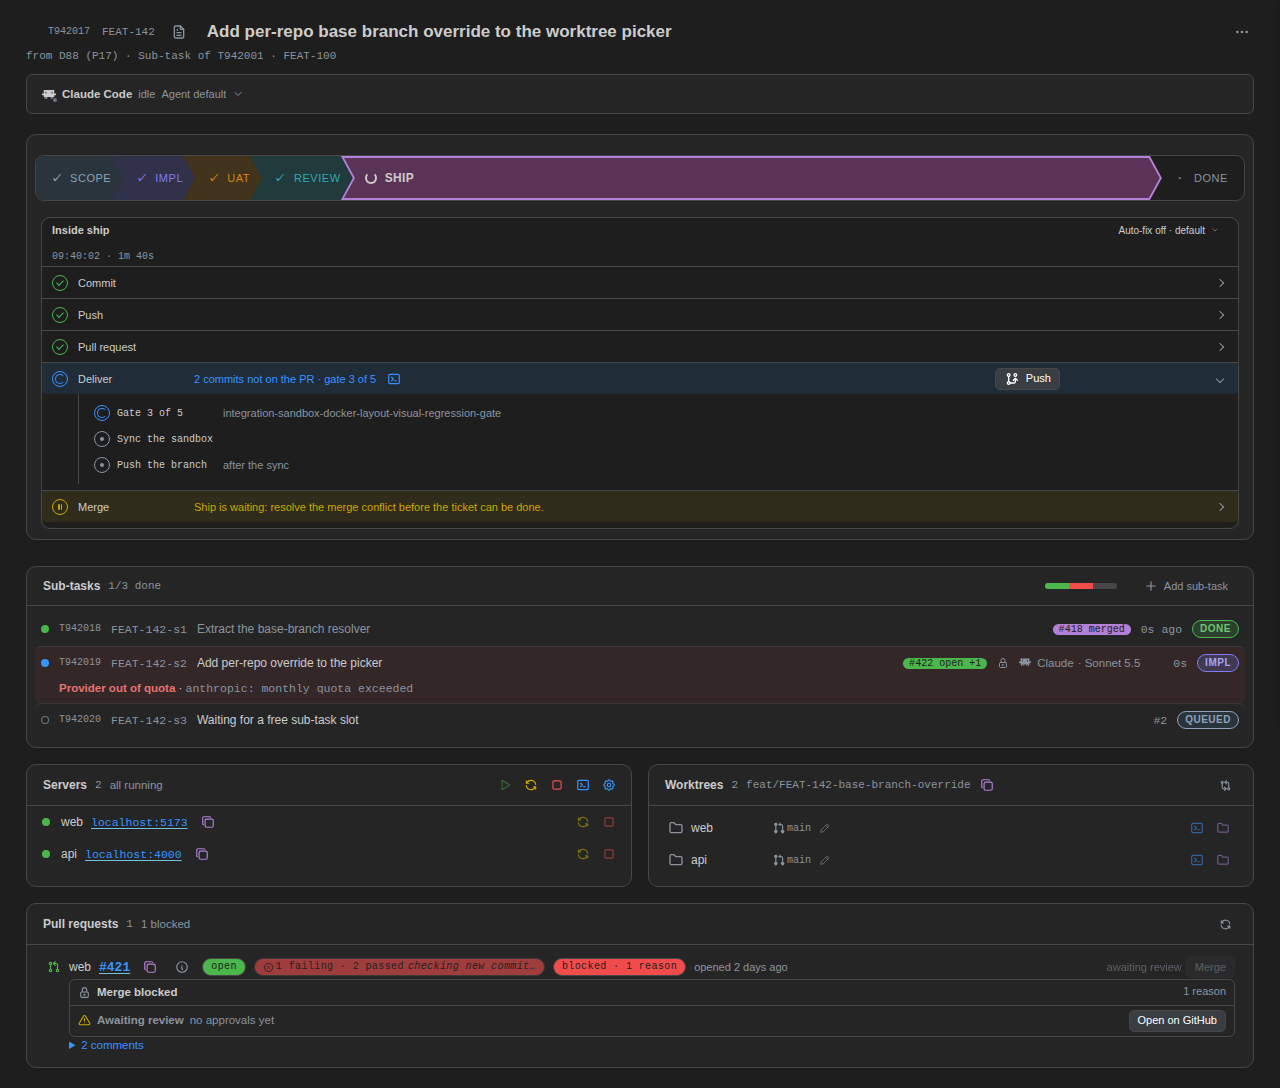 T942017 FEAT-142 Add per-repo base branch override to the worktree picker
from D88 (P17) · Sub-task of T942001 · FEAT-100
Claude Code idle Agent default
SCOPE IMPL UAT REVIEW SHIP DONE
Inside ship Auto-fix off · default
09:40:02 · 1m 40s
Commit
Push
Pull request
Deliver 2 commits not on the PR · gate 3 of 5 Push
Gate 3 of 5 integration-sandbox-docker-layout-visual-regression-gate
Sync the sandbox
Push the branch after the sync
Merge Ship is waiting: resolve the merge conflict before the ticket can be done.
Sub-tasks 1/3 done Add sub-task
T942018 FEAT-142-s1 Extract the base-branch resolver #418 merged 0s ago DONE
T942019 FEAT-142-s2 Add per-repo override to the picker #422 open +1 Claude · Sonnet 5.5 0s IMPL
Provider out of quota · anthropic: monthly quota exceeded
T942020 FEAT-142-s3 Waiting for a free sub-task slot #2 QUEUED
Servers 2 all running
web localhost:5173
api localhost:4000
Worktrees 2 feat/FEAT-142-base-branch-override
web main
api main
Pull requests 1 1 blocked
web #421 open 1 failing · 2 passed checking new commit… blocked · 1 reason opened 2 days ago awaiting review Merge
Merge blocked 1 reason
Awaiting review no approvals yet Open on GitHub
2 comments